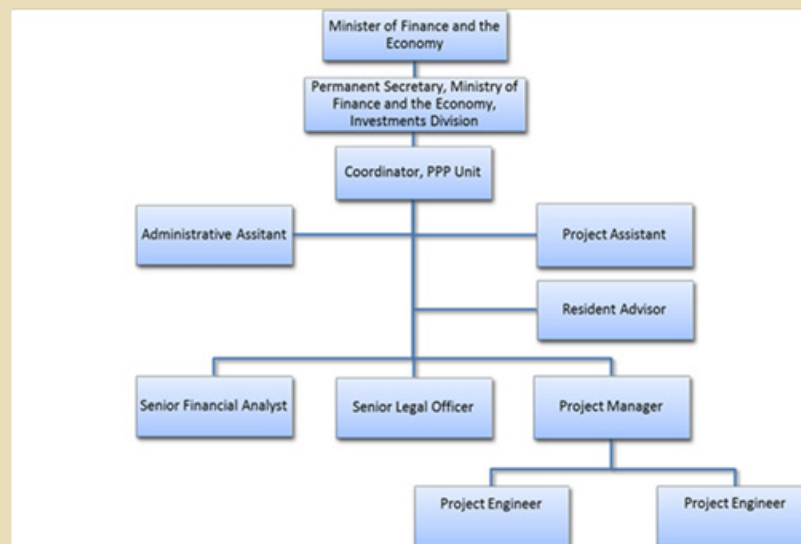 Minister of Finance and the
Economy
Permanent Secretary, Ministry of
Finance and the Economy,
Investments Division
Coordinator, PPP Unit
Administrative Assitant
Project Assistant
Resident Advisor
Senior Financial Analyst
Senior Legal Officer
Project Manager
Project Engineer
Project Engineer